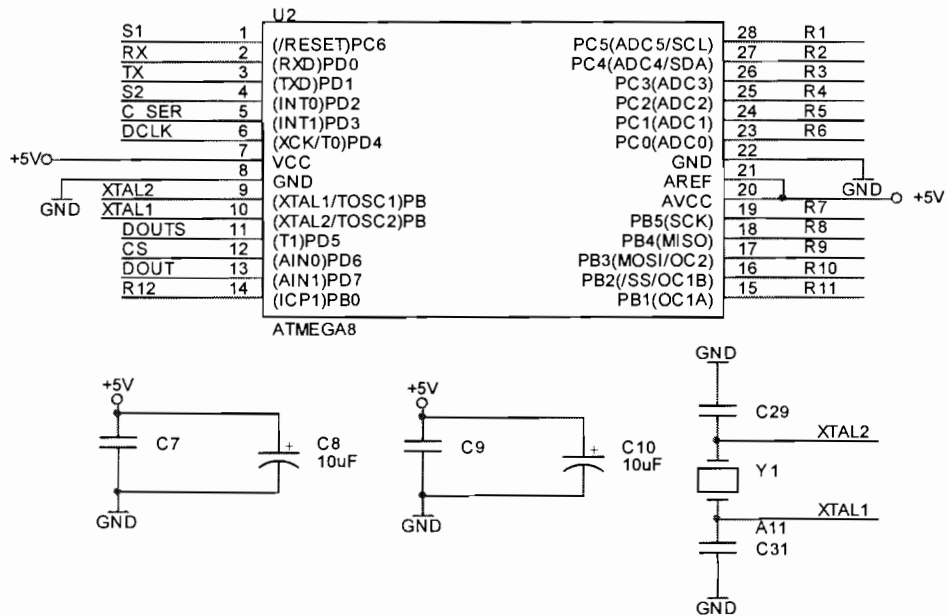 U2
S1 1 (/RESET)PC6 PC5(ADC5/SCL) 28 R1
RX 2 (RXD)PD0 PC4(ADC4/SDA) 27 R2
TX 3 (TXD)PD1 PC3(ADC3) 26 R3
S2 4 (INT0)PD2 PC2(ADC2) 25 R4
C_SER 5 (INT1)PD3 PC1(ADC1) 24 R5
DCLK 6 (XCK/T0)PD4 PC0(ADC0) 23 R6
+5V 7 VCC GND 22 GND
GND 8 GND AREF 21
XTAL2 9 (XTAL1/TOSC1)PB AVCC 20 +5V
XTAL1 10 (XTAL2/TOSC2)PB PB5(SCK) 19 R7
DOUTS 11 (T1)PD5 PB4(MISO) 18 R8
CS 12 (AIN0)PD6 PB3(MOSI/OC2) 17 R9
DOUT 13 (AIN1)PD7 PB2(/SS/OC1B) 16 R10
R12 14 (ICP1)PB0 PB1(OC1A) 15 R11
ATMEGA8
+5V
C7
C8
10uF
GND
+5V
C9
C10
10uF
GND
GND
C29
XTAL2
Y1
XTAL1
A11
C31
GND